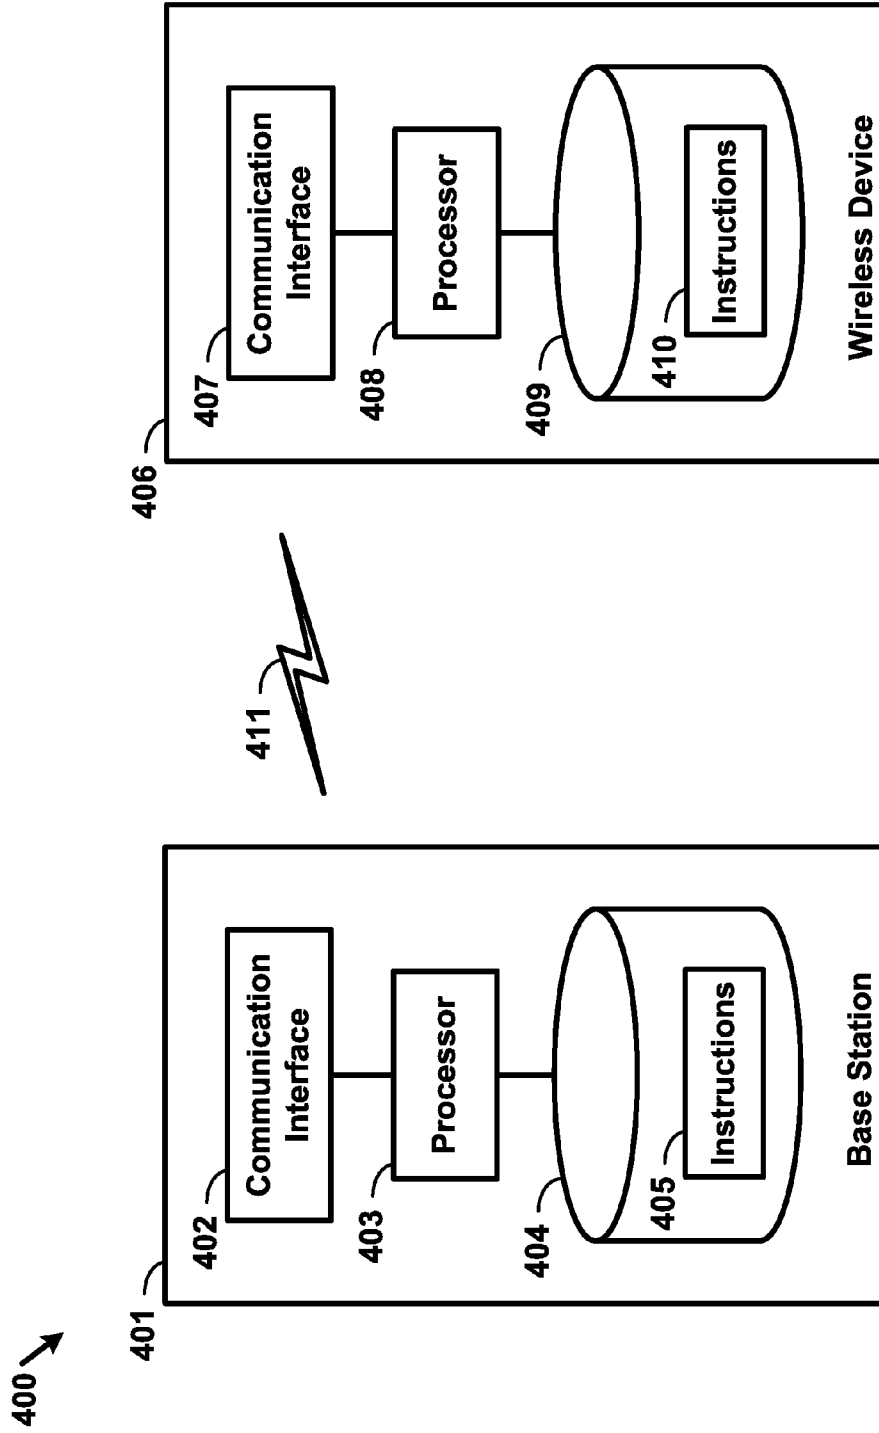 400
401
402
Communication
Interface
403
Processor
404
405
Instructions
Base Station
411
406
407
Communication
Interface
408
Processor
409
410
Instructions
Wireless Device